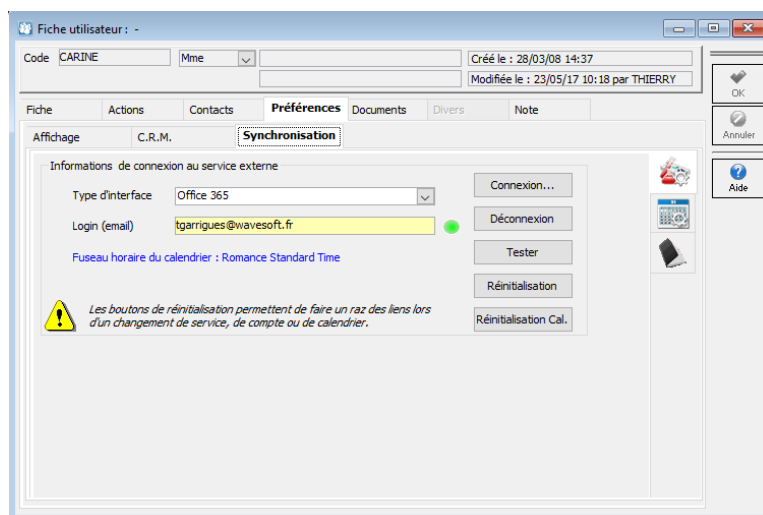 Fiche utilisateur : -
Code CARINE Mme Créé le : 28/03/08 14:37
Modifiée le : 23/05/17 10:18 par THIERRY
OK
Fiche Actions Contacts Préférences Documents Divers Note
Annuler
Affichage C.R.M. Synchronisation
Informations de connexion au service externe
Aide
Type d'interface Office 365 Connexion...
Login (email) tgarrigues@wavesoft.fr Déconnexion
Fuseau horaire du calendrier : Romance Standard Time Tester
Réinitialisation
Les boutons de réinitialisation permettent de faire un raz des liens lors
d'un changement de service, de compte ou de calendrier.
Réinitialisation Cal.